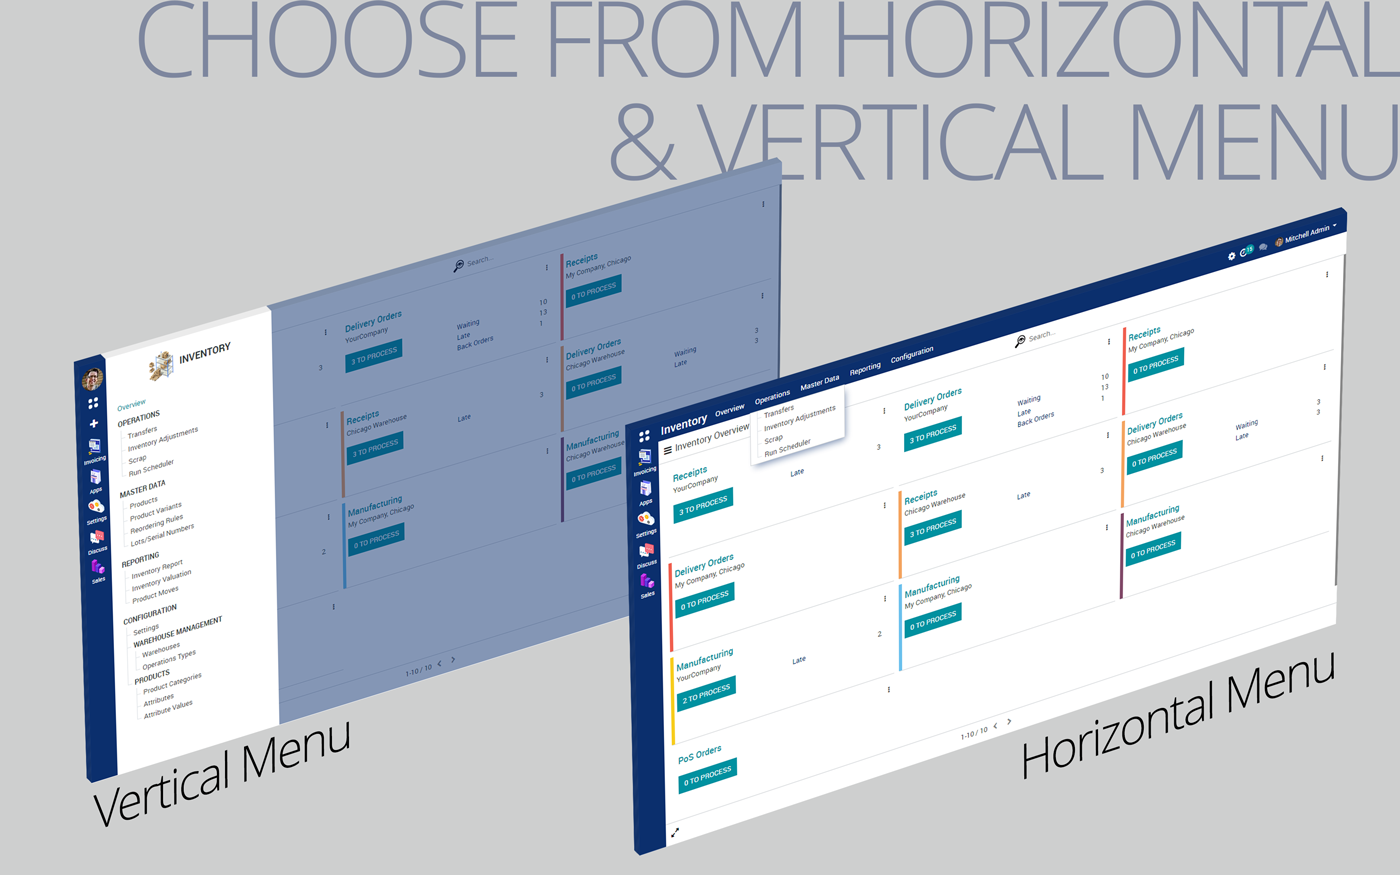 CHOOSE FROM HORIZONTAL
& VERTICAL MENU
INVENTORY
Overview
OPERATIONS
Transfers
Inventory Adjustments
Scrap
Run Scheduler
MASTER DATA
Products
Product Variants
Reordering Rules
Lots/Serial Numbers
REPORTING
Inventory Report
Inventory Valuation
Product Moves
CONFIGURATION
Settings
WAREHOUSE MANAGEMENT
Warehouses
Operations Types
PRODUCTS
Product Categories
Attributes
Attribute Values
Invoicing
Apps
Settings
Discuss
Sales
Search...
3
Delivery Orders
YourCompany
3 TO PROCESS
Waiting 10
Late 13
Back Orders 1
Receipts
My Company, Chicago
0 TO PROCESS
Receipts
Chicago Warehouse
3 TO PROCESS
Late 3
Delivery Orders
Chicago Warehouse
0 TO PROCESS
Waiting 3
Late 3
2
Manufacturing
My Company, Chicago
0 TO PROCESS
Manufacturing
Chicago Warehouse
0 TO PROCESS
1-10 / 10
Vertical Menu
Inventory Overview Operations Master Data Reporting Configuration
15 Mitchell Admin
Inventory Overview
Transfers
Inventory Adjustments
Scrap
Run Scheduler
Search...
Invoicing
Apps
Settings
Discuss
Sales
Receipts
YourCompany
3 TO PROCESS
Late 3
Delivery Orders
YourCompany
3 TO PROCESS
Waiting 10
Late 13
Back Orders 1
Receipts
My Company, Chicago
0 TO PROCESS
Delivery Orders
My Company, Chicago
0 TO PROCESS
Receipts
Chicago Warehouse
3 TO PROCESS
Late 3
Delivery Orders
Chicago Warehouse
0 TO PROCESS
Waiting 3
Late 3
Manufacturing
YourCompany
2 TO PROCESS
Late 2
Manufacturing
My Company, Chicago
0 TO PROCESS
Manufacturing
Chicago Warehouse
0 TO PROCESS
PoS Orders
0 TO PROCESS
1-10 / 10
Horizontal Menu